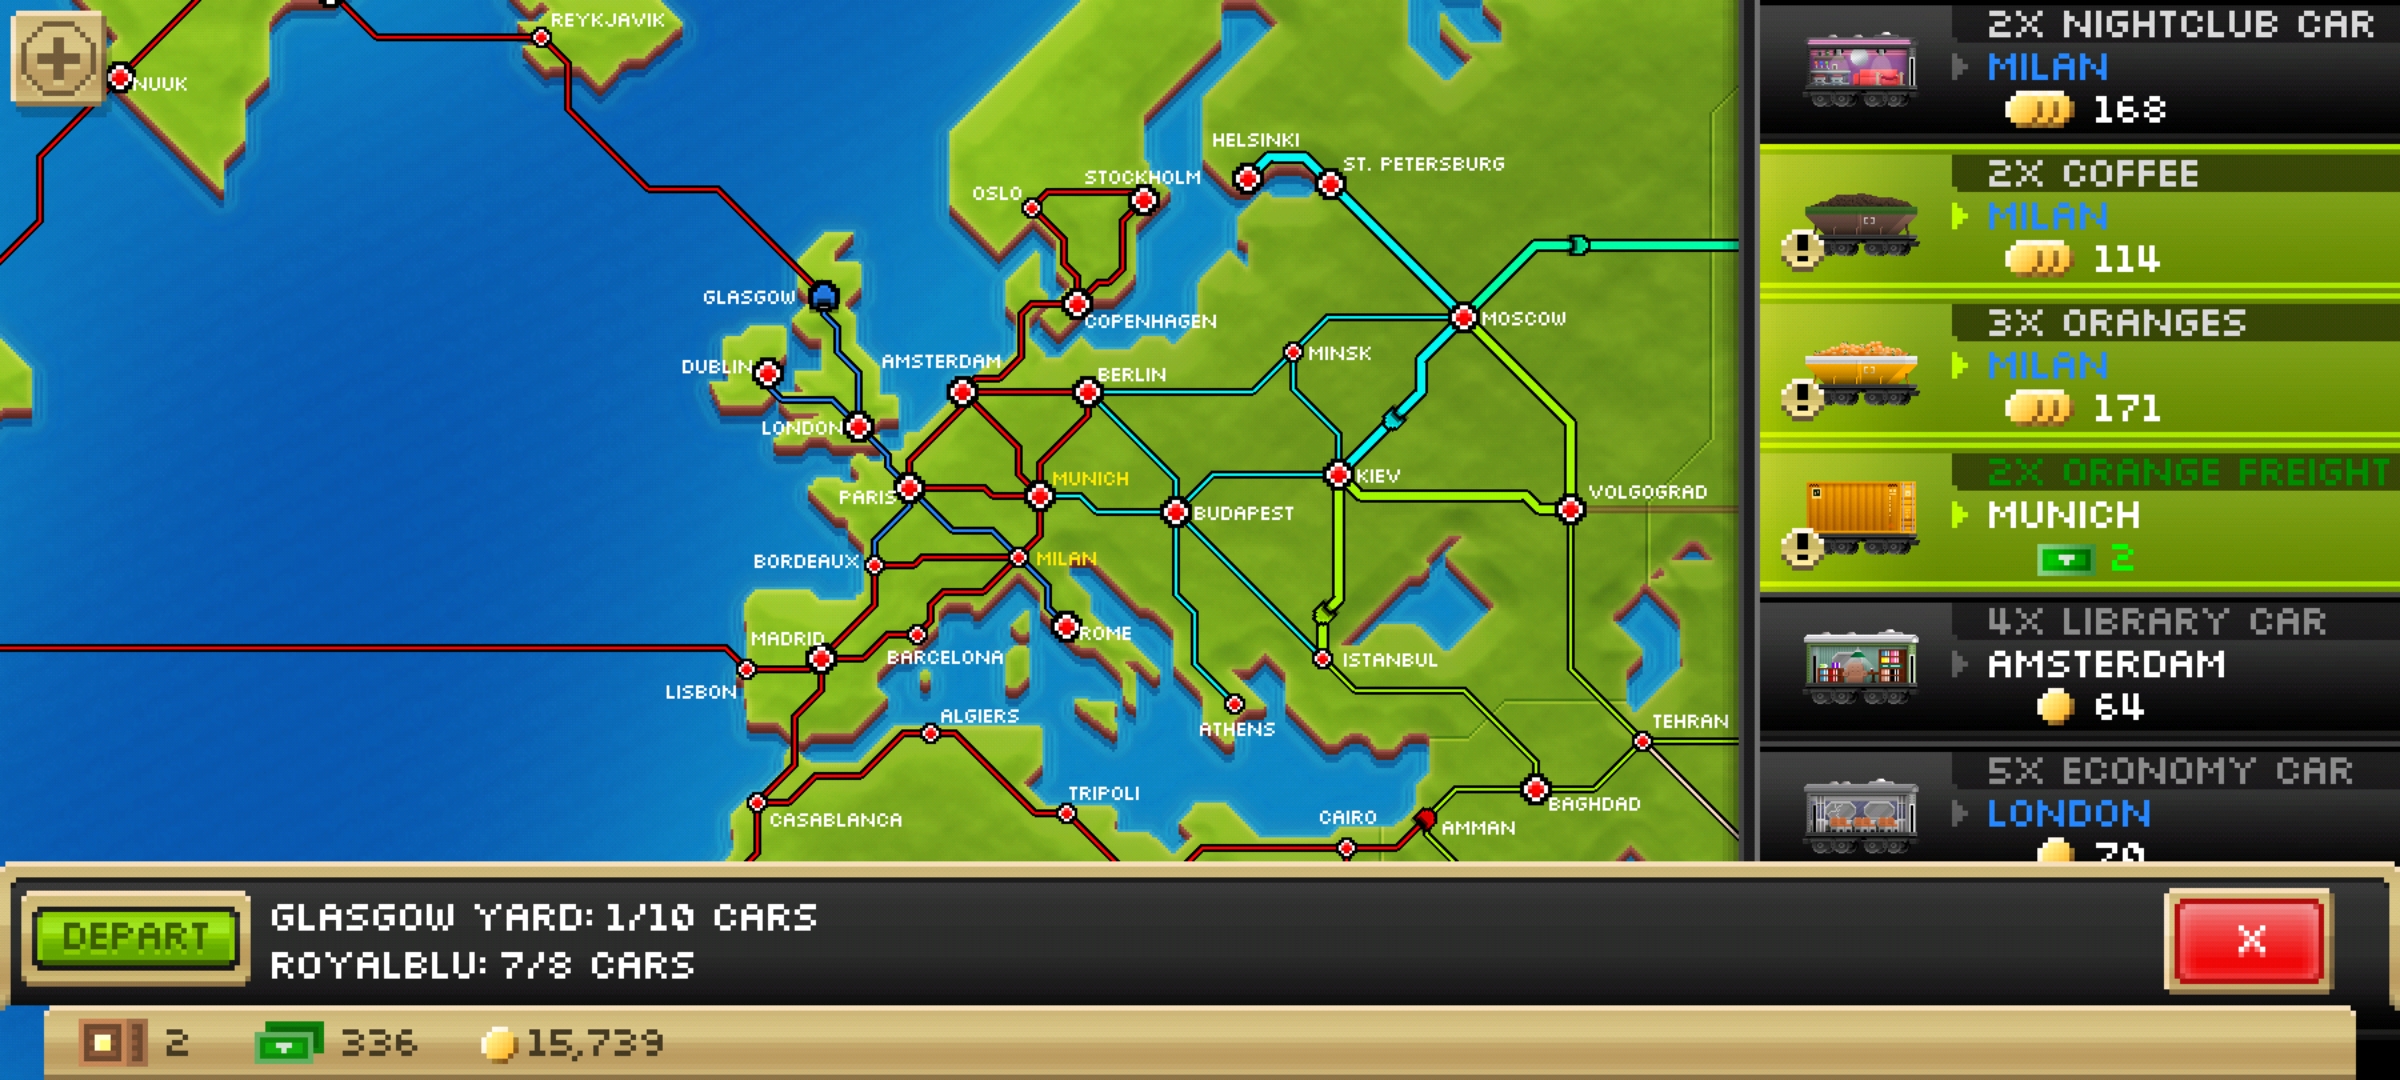 REYKJAVIK
NUUK
HELSINKI
ST. PETERSBURG
STOCKHOLM
OSLO
GLASGOW
COPENHAGEN
MOSCOW
MINSK
DUBLIN
AMSTERDAM
BERLIN
LONDON
MUNICH
KIEV
PARIS
VOLGOGRAD
BUDAPEST
BORDEAUX
MILAN
MADRID
ROME
BARCELONA
ISTANBUL
LISBON
ALGIERS
ATHENS
TEHRAN
TRIPOLI
BAGHDAD
CASABLANCA
CAIRO
AMMAN
2X NIGHTCLUB CAR
MILAN
168
2X COFFEE
MILAN
114
3X ORANGES
MILAN
171
2X ORANGE FREIGHT
MUNICH
2
4X LIBRARY CAR
AMSTERDAM
64
5X ECONOMY CAR
LONDON
70
DEPART
GLASGOW YARD: 1/10 CARS
ROYALBLU: 7/8 CARS
X
2
336
15,739